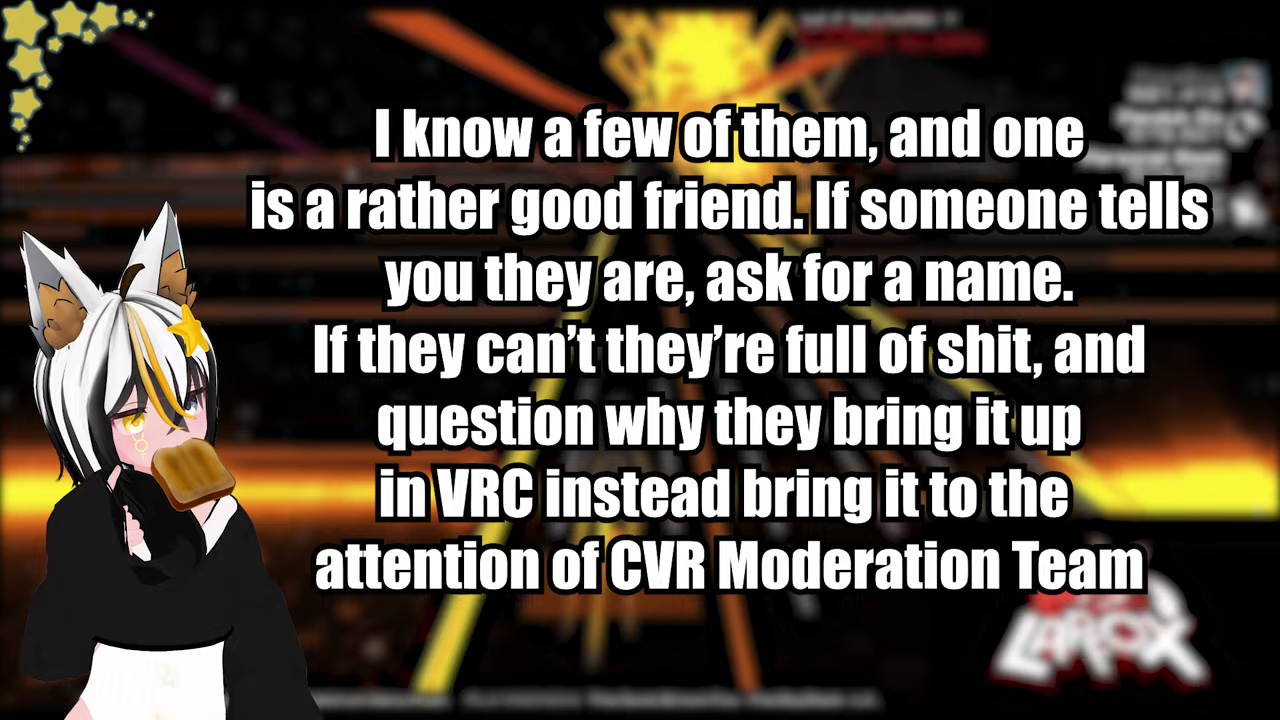 I know a few of them, and one
is a rather good friend. If someone tells
you they are, ask for a name.
If they can’t they’re full of shit, and
question why they bring it up
in VRC instead bring it to the
attention of CVR Moderation Team